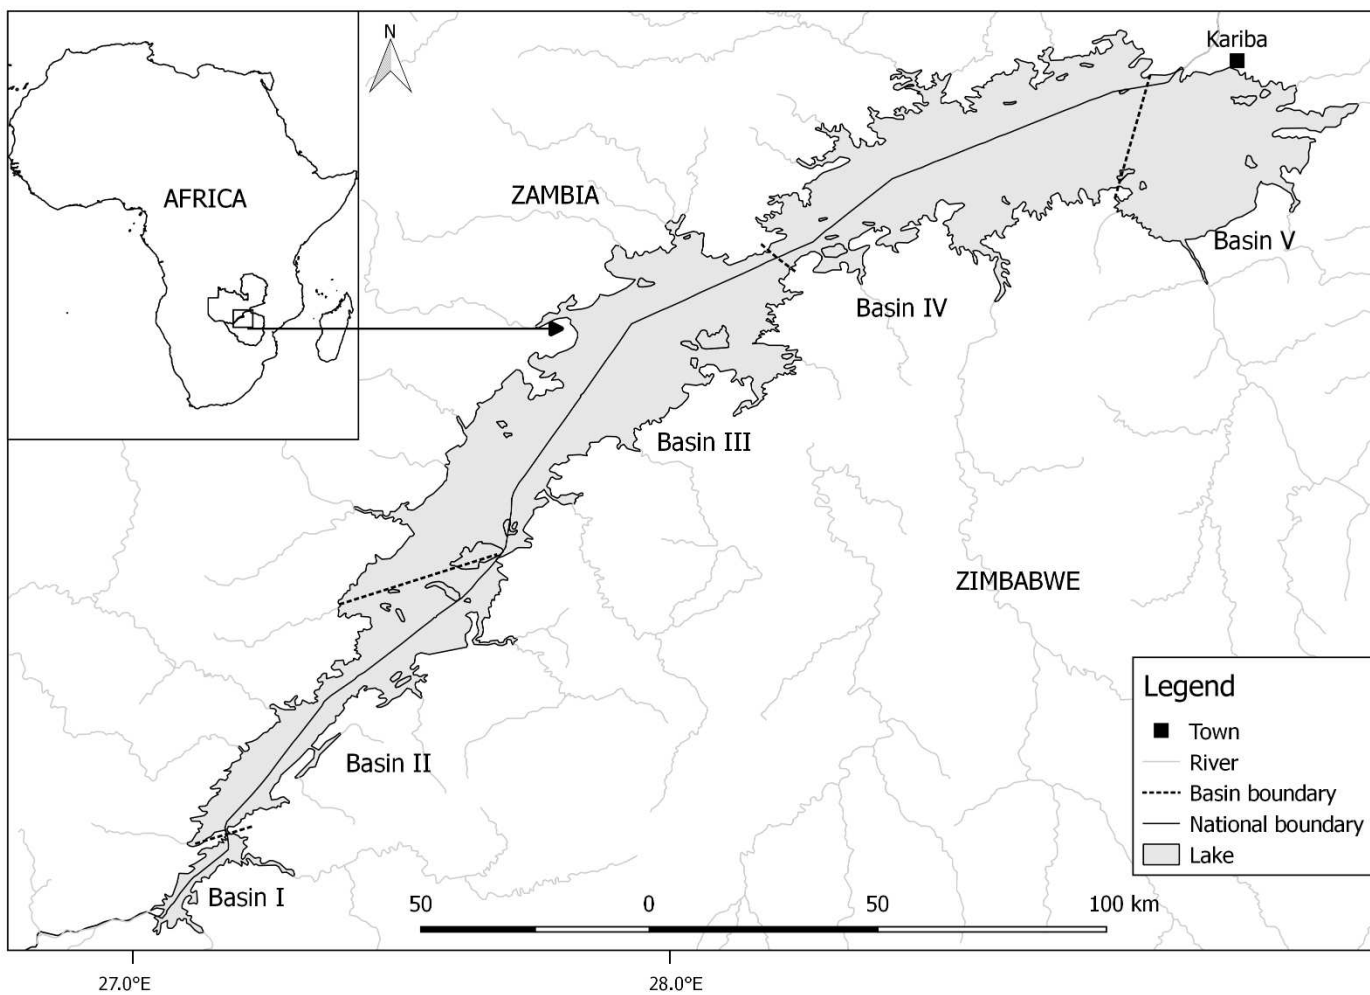 N
Kariba
AFRICA
ZAMBIA
Basin V
Basin IV
Basin III
ZIMBABWE
Legend
Town
River
Basin boundary
National boundary
Lake
Basin II
Basin I
50 0 50 100 km
27.0°E 28.0°E